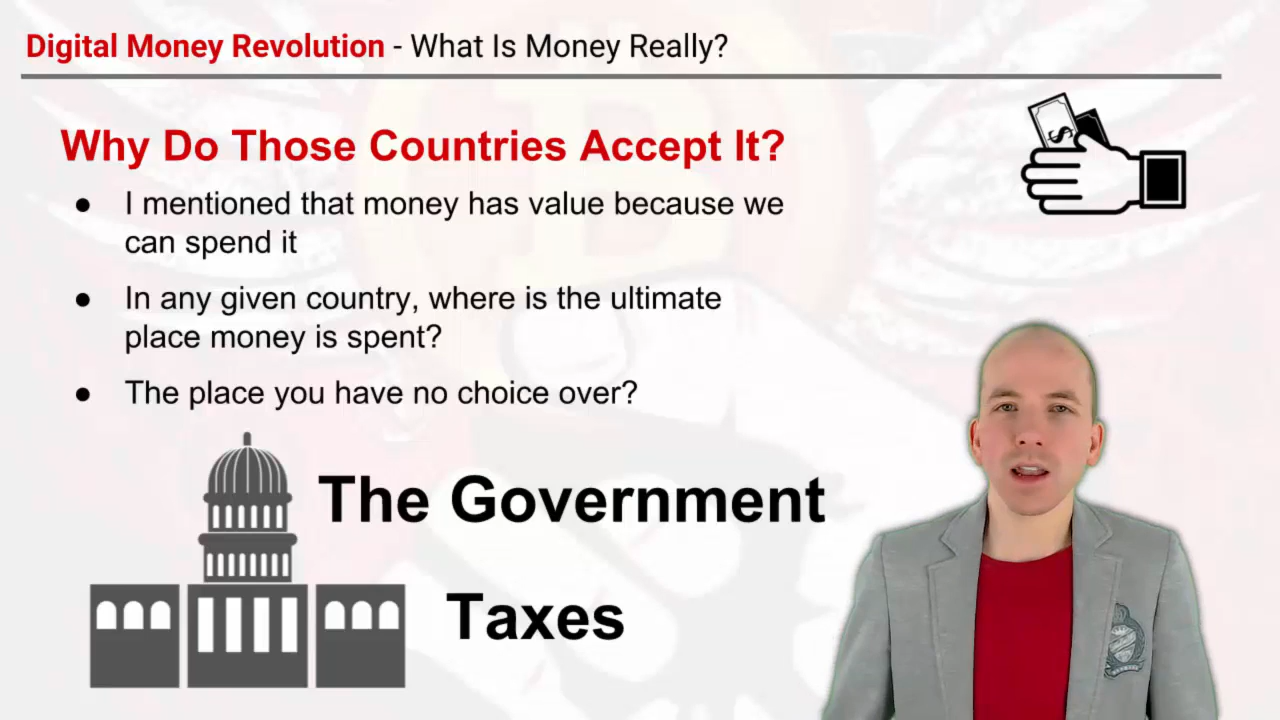 Digital Money Revolution - What Is Money Really?
Why Do Those Countries Accept It?
● I mentioned that money has value because we
can spend it
● In any given country, where is the ultimate
place money is spent?
● The place you have no choice over?
The Government
Taxes